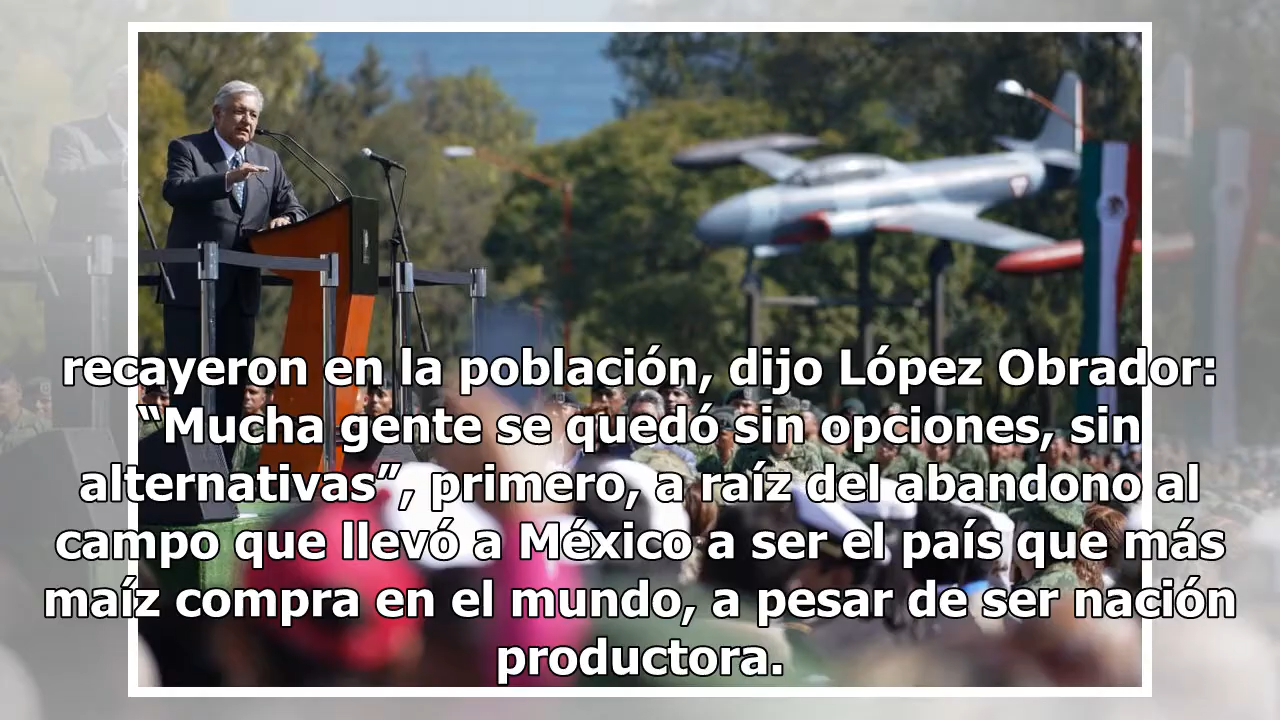 recayeron en la población, dijo López Obrador:
“Mucha gente se quedó sin opciones, sin
alternativas”, primero, a raíz del abandono al
campo que llevó a México a ser el país que más
maíz compra en el mundo, a pesar de ser nación
productora.